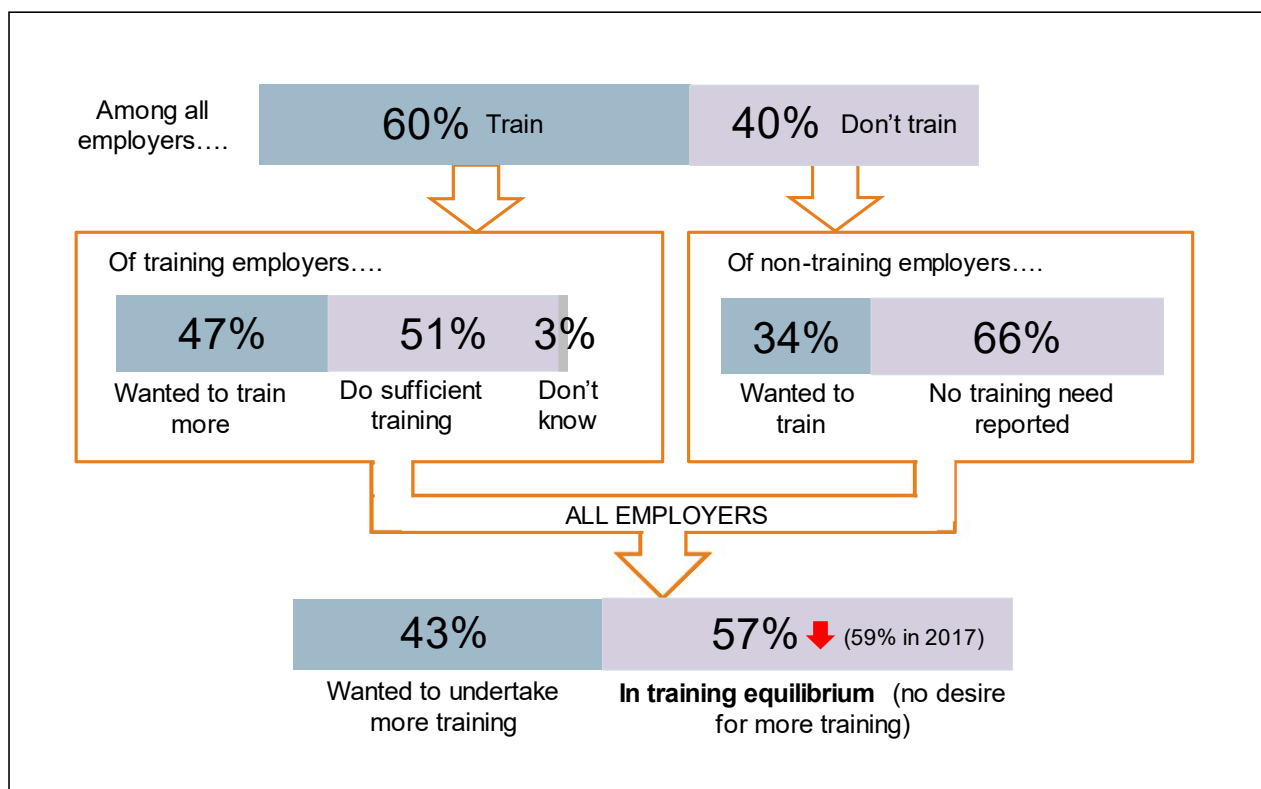 Among all
employers….
60% Train
40% Don't train
Of training employers….
47%
51%
3%
Wanted to train
more
Do sufficient
training
Don't
know
Of non-training employers….
34%
66%
Wanted to
train
No training need
reported
ALL EMPLOYERS
43%
57% (59% in 2017)
Wanted to undertake
more training
In training equilibrium (no desire
for more training)